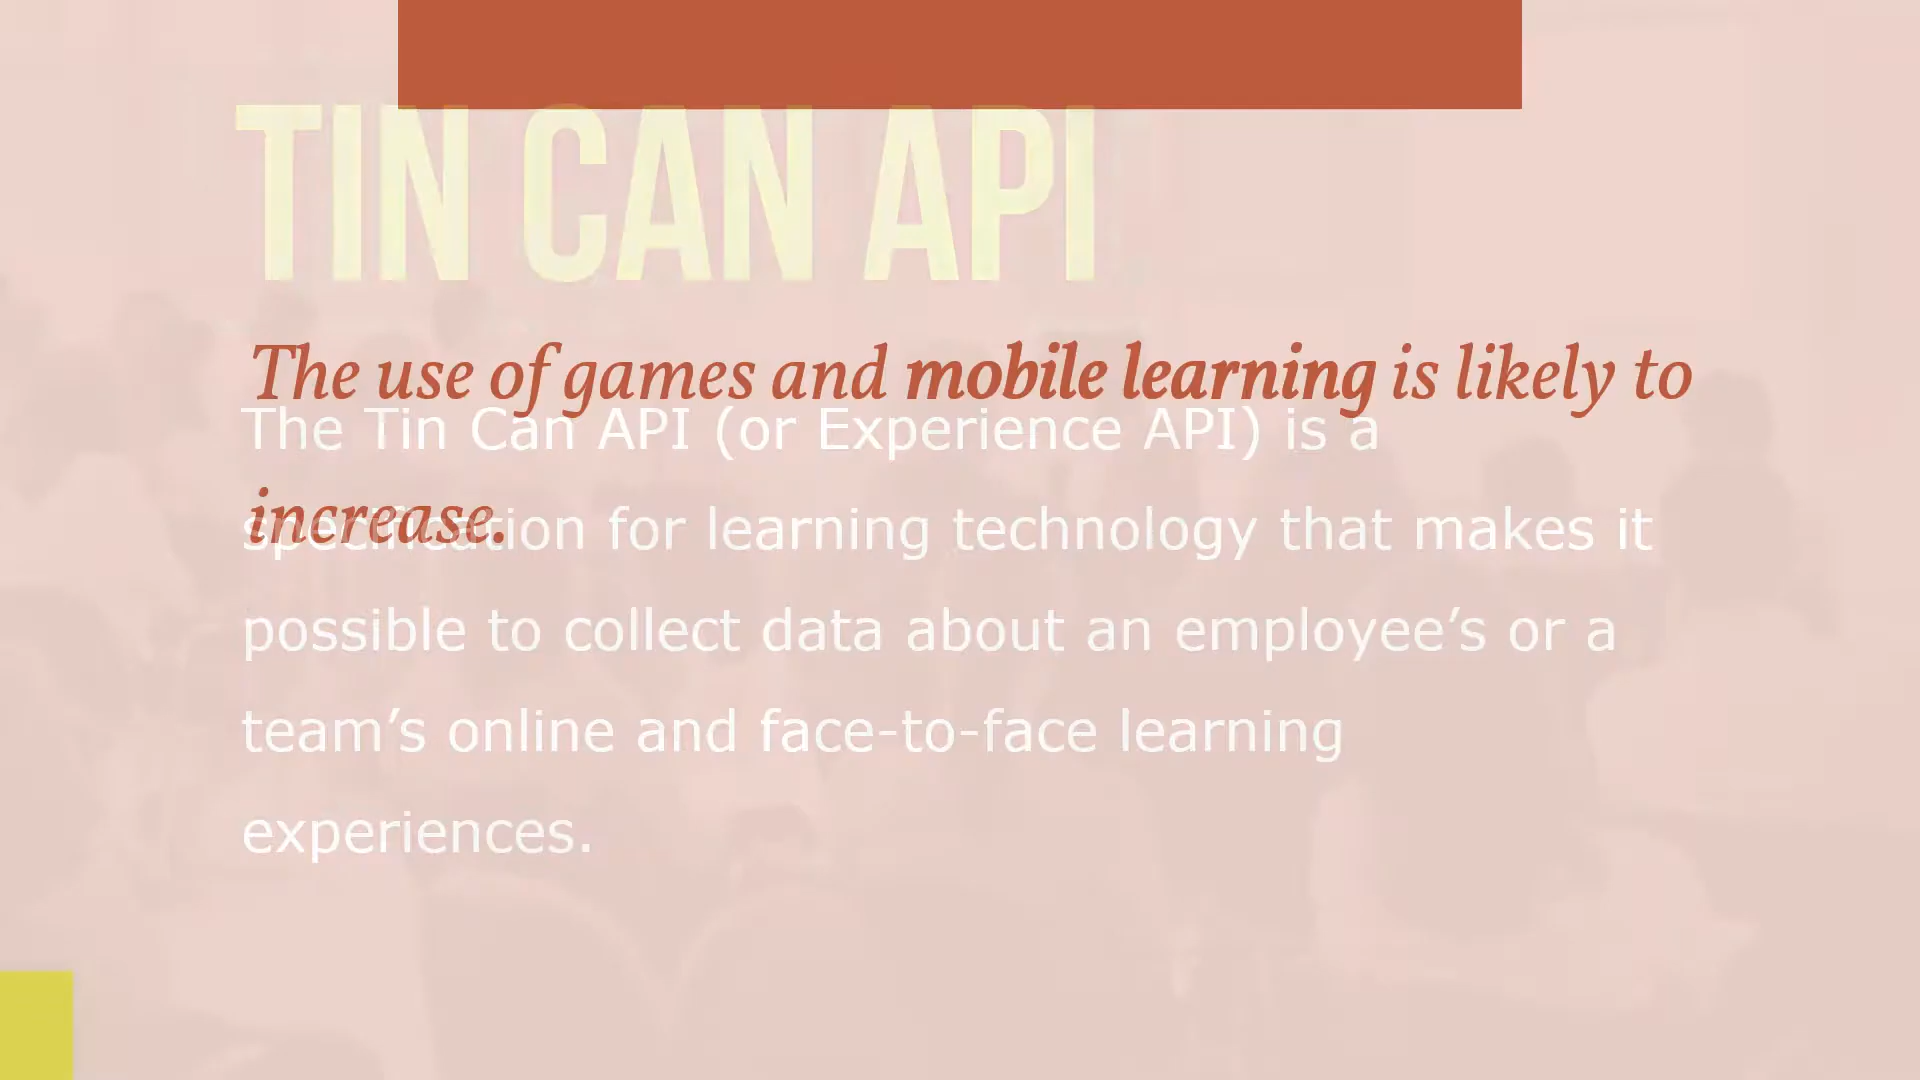 TIN CAN API
The use of games and mobile learning is likely to
increase.
The Tin Can API (or Experience API) is a
specification for learning technology that makes it
possible to collect data about an employee’s or a
team’s online and face-to-face learning
experiences.